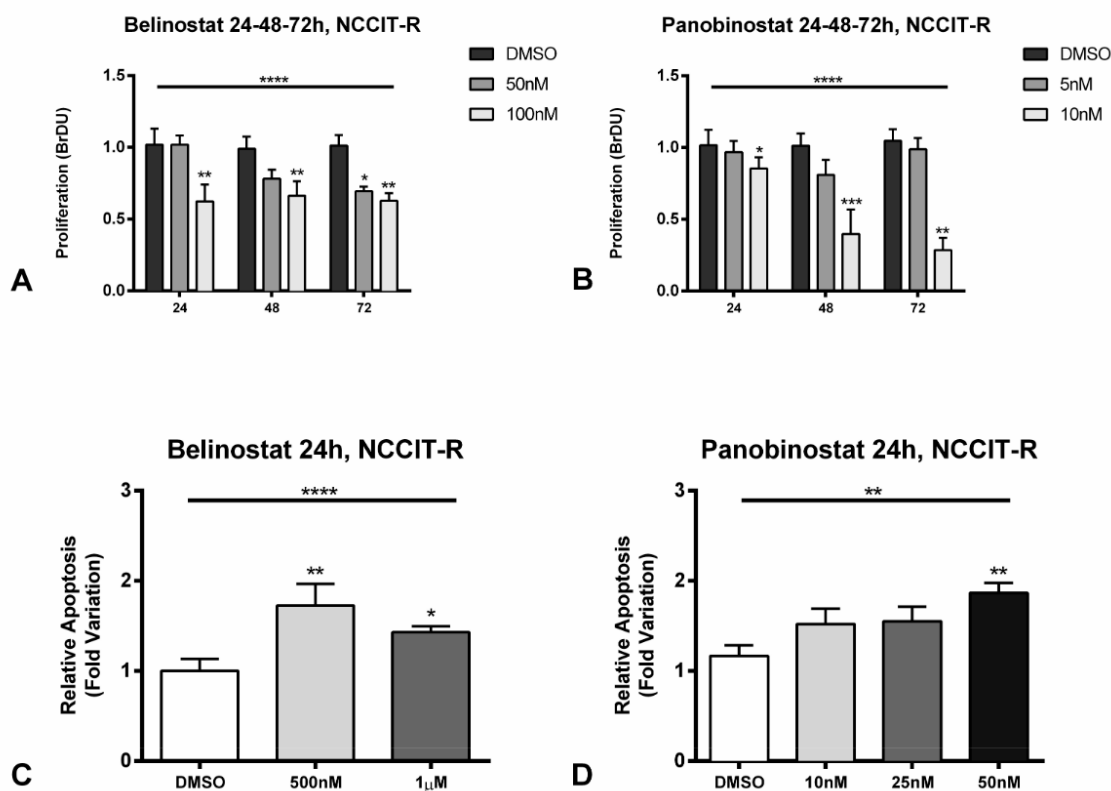 Belinostat 24-48-72h, NCCIT-R
DMSO
50nM
100nM
Proliferation (BrDU)
1.5
1.0
0.5
0.0
****
**
**
*
**
24
48
72
A
Panobinostat 24-48-72h, NCCIT-R
DMSO
5nM
10nM
Proliferation (BrDU)
1.5
1.0
0.5
0.0
****
*
***
**
24
48
72
B
Belinostat 24h, NCCIT-R
Relative Apoptosis
(Fold Variation)
3
2
1
0
****
**
*
DMSO
500nM
1μM
C
Panobinostat 24h, NCCIT-R
Relative Apoptosis
(Fold Variation)
3
2
1
0
**
**
DMSO
10nM
25nM
50nM
D